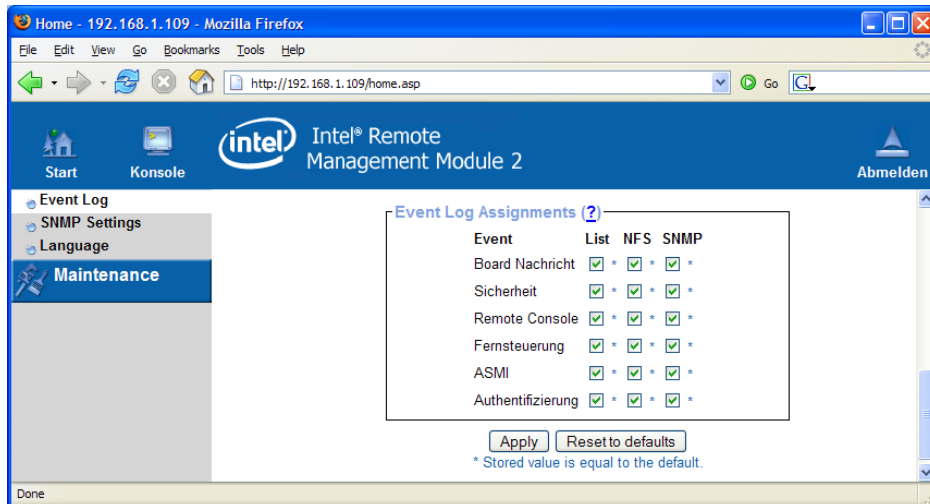 Home - 192.168.1.109 - Mozilla Firefox
File Edit View Go Bookmarks Tools Help
http://192.168.1.109/home.asp Go G
Start Konsole intel® Intel® Remote
Management Module 2 Abmelden
Event Log
SNMP Settings
Language
Maintenance
Event Log Assignments (?)
Event List NFS SNMP
Board Nachricht * * *
Sicherheit * * *
Remote Console * * *
Fernsteuerung * * *
ASMI * * *
Authentifizierung * * *
Apply Reset to defaults
* Stored value is equal to the default.
Done